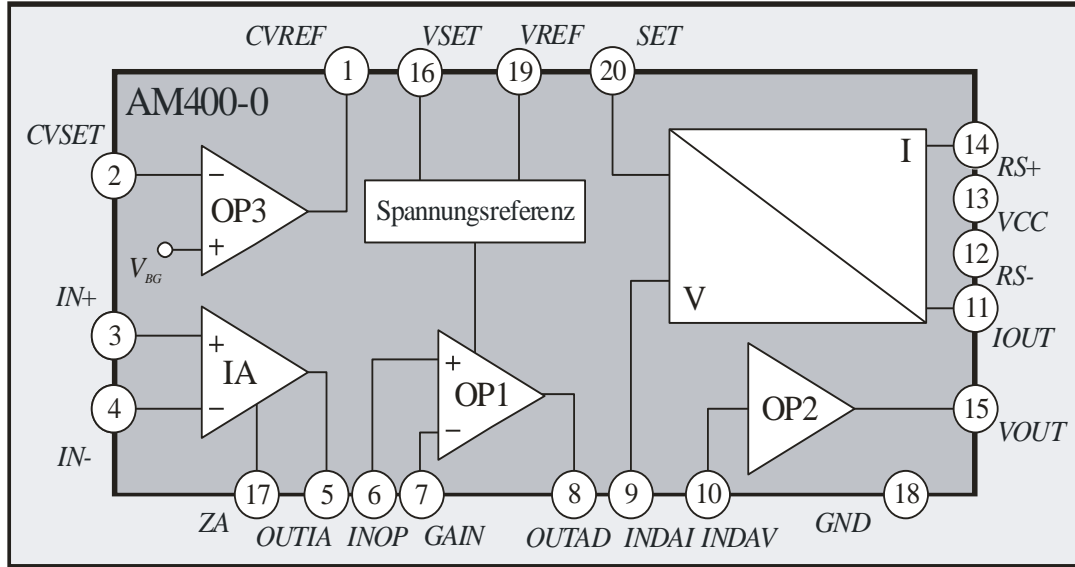 CVREF VSET VREF SET
1 16 19 20
AM400-0
CVSET
2
−
OP3
+
V_BG
Spannungsreferenz
I
V
14
RS+
13
VCC
12
RS-
11
IOUT
IN+
3
+
IA
−
4
IN-
+
OP1
−
OP2
15
VOUT
17 5 6 7 8 9 10 18
ZA OUTIA INOP GAIN OUTAD INDAI INDAV GND